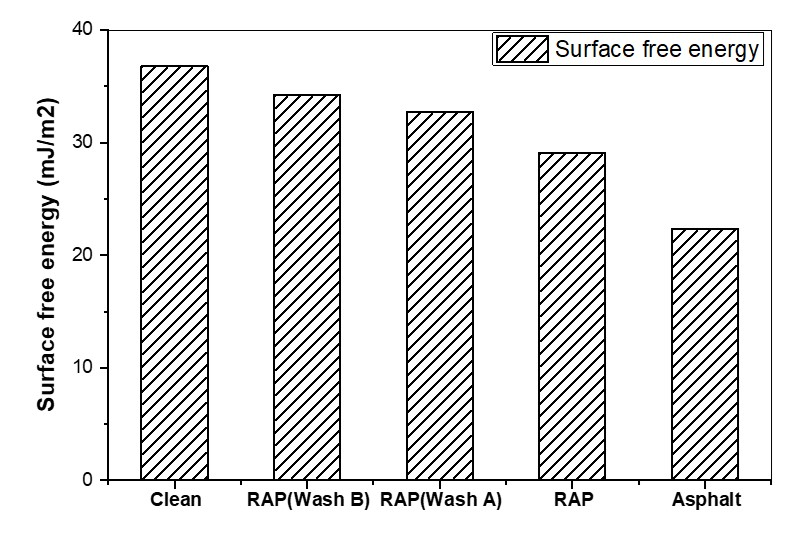 Surface free energy
Surface free energy (mJ/m2)
40
30
20
10
0
Clean RAP(Wash B) RAP(Wash A) RAP Asphalt